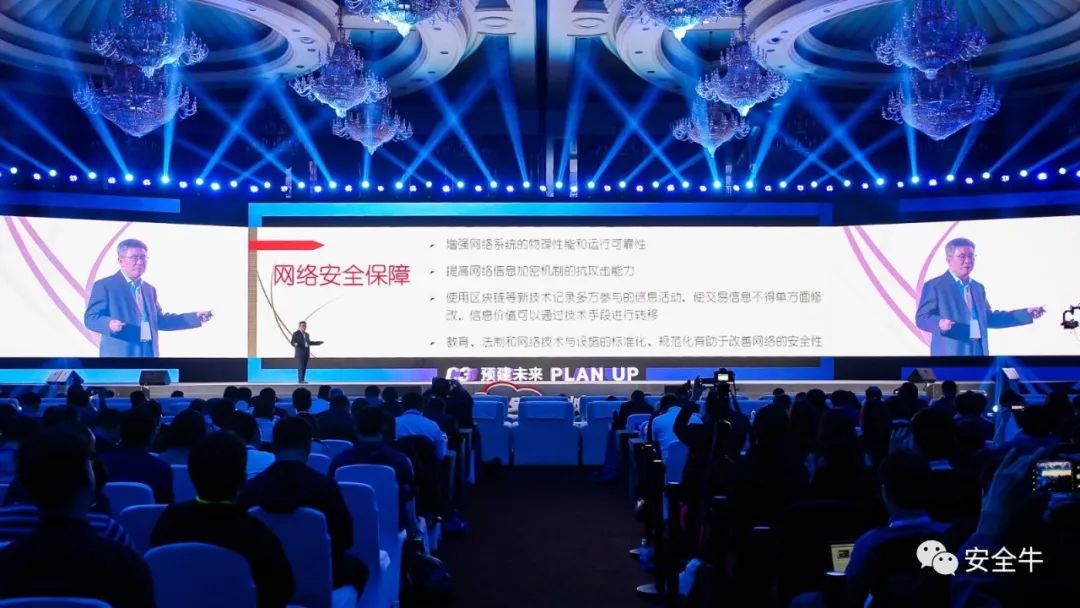 网络安全保障
增强网络系统的物理性能和运行可靠性
提高网络信息加密机制的抗攻击能力
使用区块链等新技术记录多方参与的信息活动、使交易信息不得单方面修
改、信息价值可以通过技术手段进行转移
教育、法制和网络技术与设施的标准化、规范化有助于改善网络的安全性
C3 预建未来 PLAN UP
安全牛